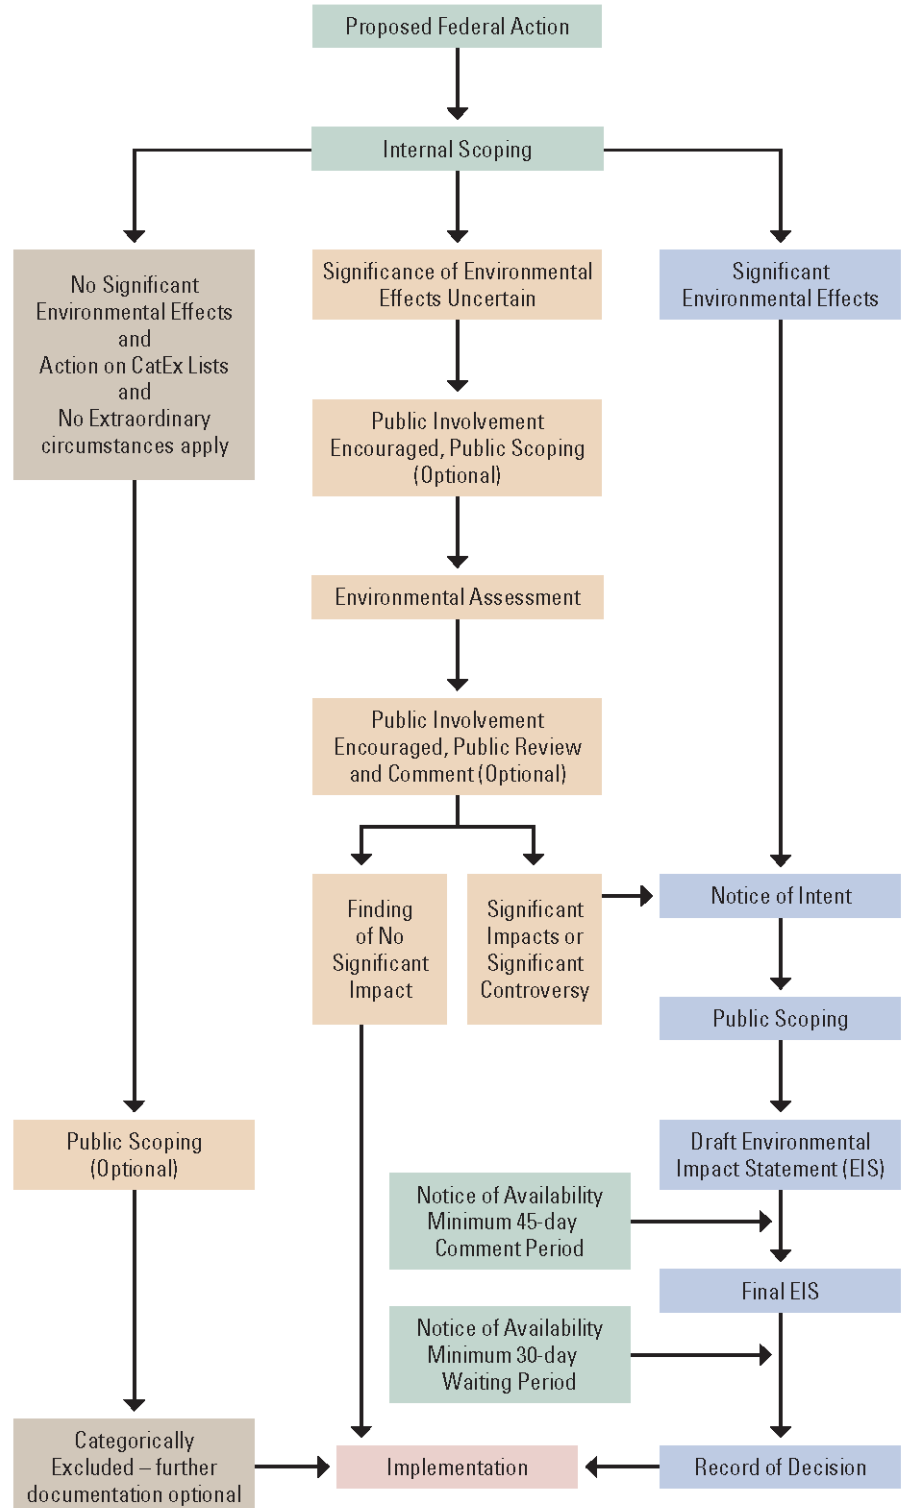 Proposed Federal Action
Internal Scoping
No Significant
Environmental Effects
and
Action on CatEx Lists
and
No Extraordinary
circumstances apply
Significance of Environmental
Effects Uncertain
Significant
Environmental Effects
Public Involvement
Encouraged, Public Scoping
(Optional)
Environmental Assessment
Public Involvement
Encouraged, Public Review
and Comment (Optional)
Finding
of No
Significant
Impact
Significant
Impacts or
Significant
Controversy
Notice of Intent
Public Scoping
Public Scoping
(Optional)
Draft Environmental
Impact Statement (EIS)
Notice of Availability
Minimum 45-day
Comment Period
Final EIS
Notice of Availability
Minimum 30-day
Waiting Period
Categorically
Excluded – further
documentation optional
Implementation
Record of Decision